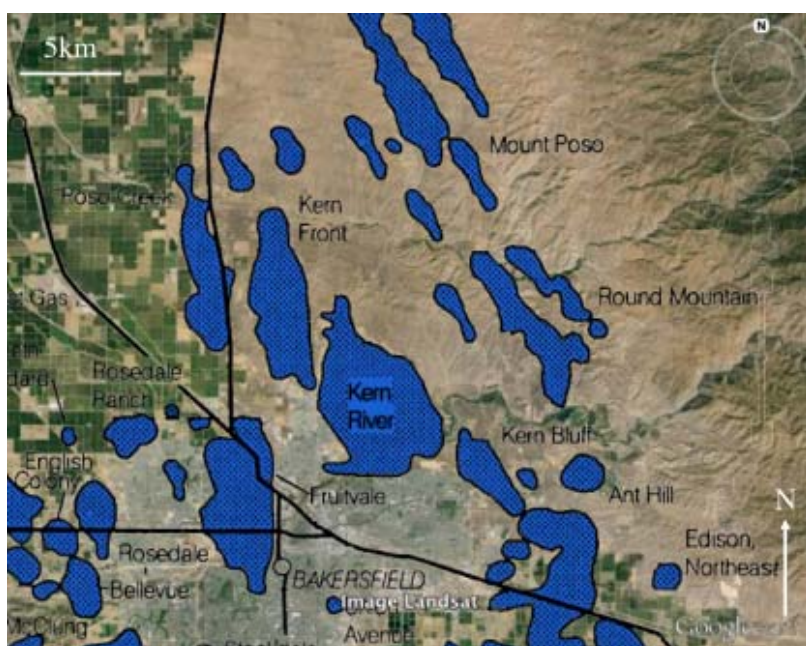 N
5km
Mount Poso
Poso Creek
Kern
Front
Gas
Round Mountain
Rosedale
Ranch
Kern
River
Kern Bluff
English
Colony
Fruitvale
Ant Hill
N
Rosedale
Edison,
Northeast
Bellevue
BAKERSFIELD
Image Landsat
McClung
Avenue
Google